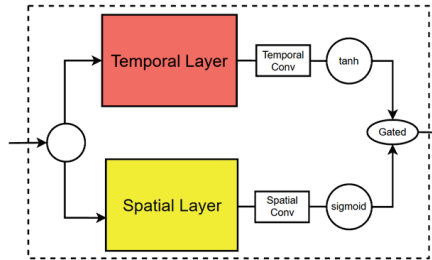 Temporal Layer
Temporal
Conv
tanh
Gated
Spatial Layer
Spatial
Conv
sigmoid